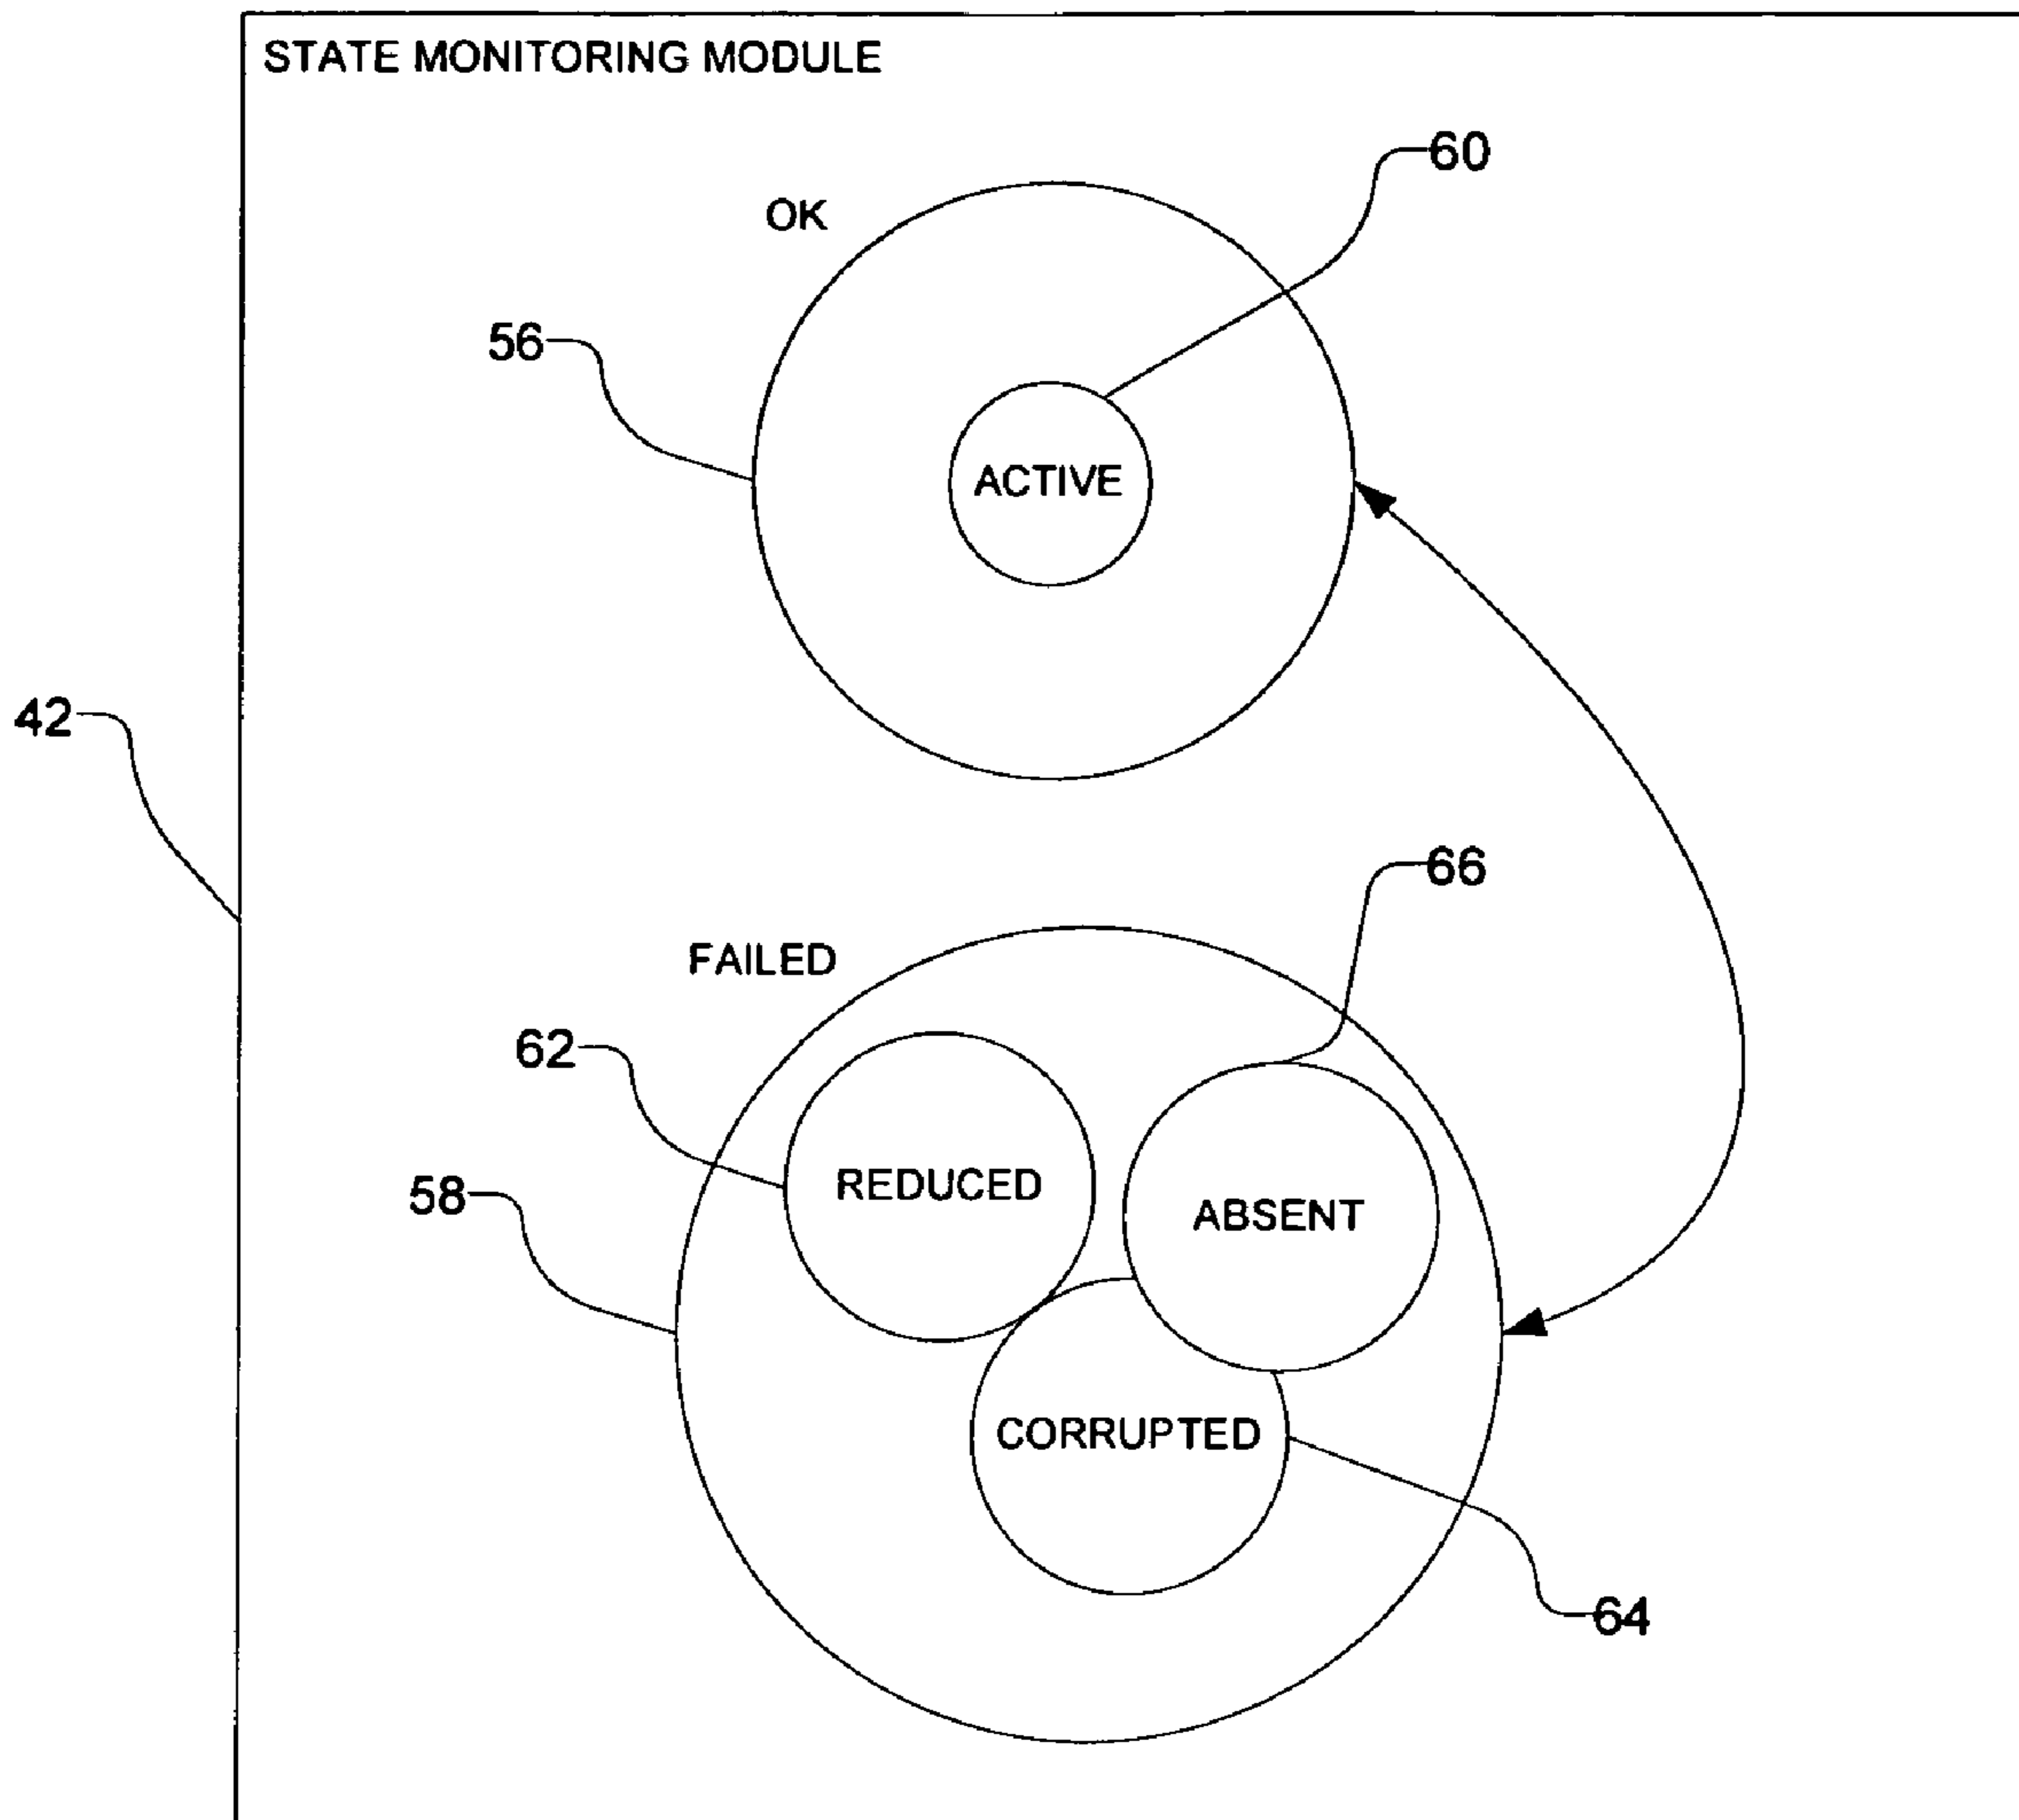 STATE MONITORING MODULE
60
OK
56
ACTIVE
42
66
FAILED
62
REDUCED
58
ABSENT
CORRUPTED
64